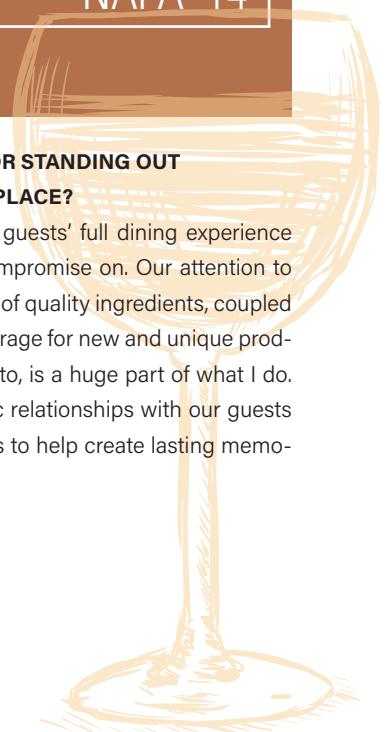 NAPA 14
R STANDING OUT
PLACE?
guests’ full dining experience
mpromise on. Our attention to
of quality ingredients, coupled
rage for new and unique prod-
to, is a huge part of what I do.
c relationships with our guests
s to help create lasting memo-